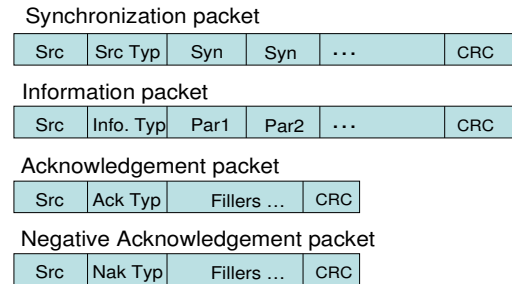 Synchronization packet
Src Src Typ Syn Syn ... CRC
Information packet
Src Info. Typ Par1 Par2 ... CRC
Acknowledgement packet
Src Ack Typ Fillers ... CRC
Negative Acknowledgement packet
Src Nak Typ Fillers ... CRC